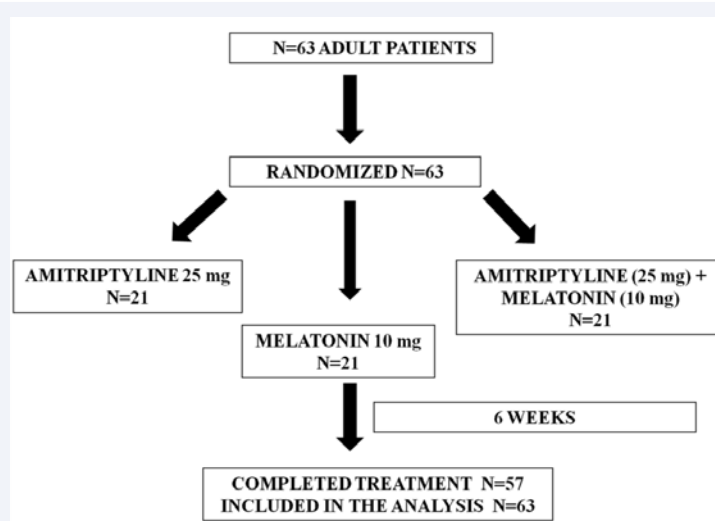 N=63 ADULT PATIENTS
RANDOMIZED N=63
AMITRIPTYLINE 25 mg
N=21
AMITRIPTYLINE (25 mg) +
MELATONIN (10 mg)
N=21
MELATONIN 10 mg
N=21
6 WEEKS
COMPLETED TREATMENT N=57
INCLUDED IN THE ANALYSIS N=63